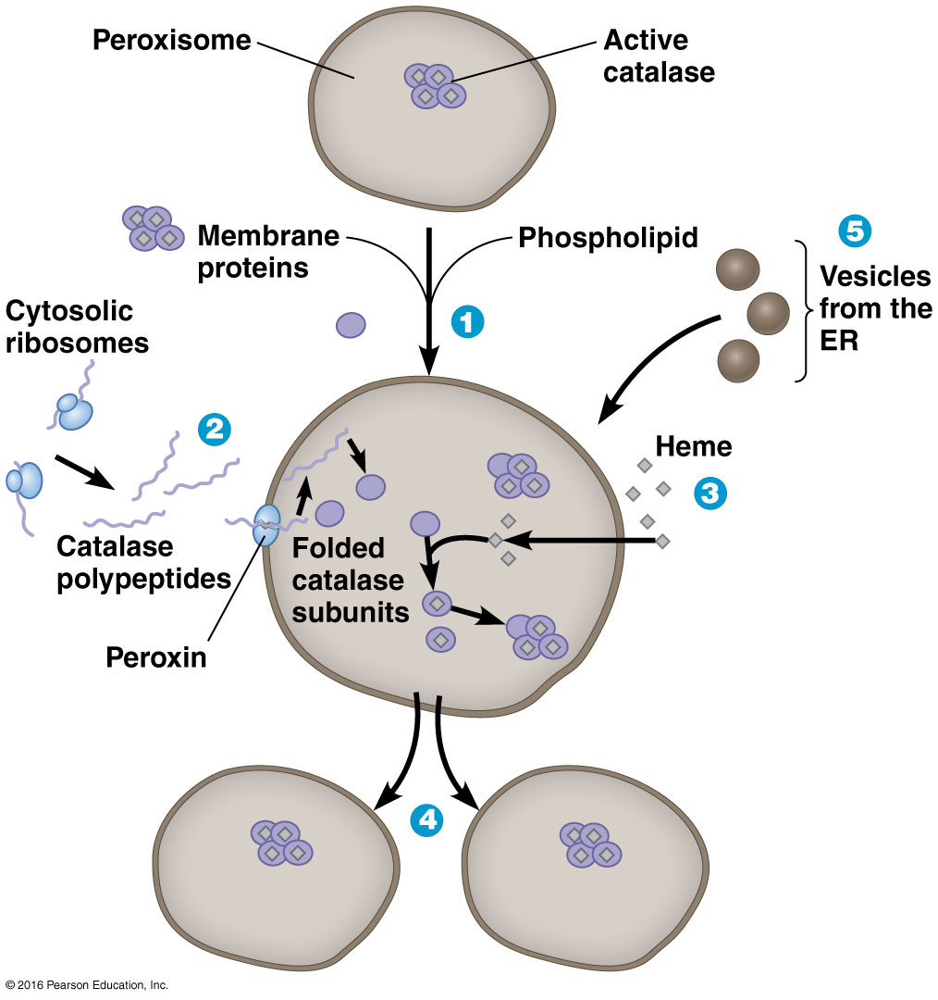 Peroxisome
Active
catalase
Membrane
proteins
Phospholipid
5
Vesicles
from the
ER
Cytosolic
ribosomes
1
2
Heme
3
Catalase
polypeptides
Folded
catalase
subunits
Peroxin
4
© 2016 Pearson Education, Inc.